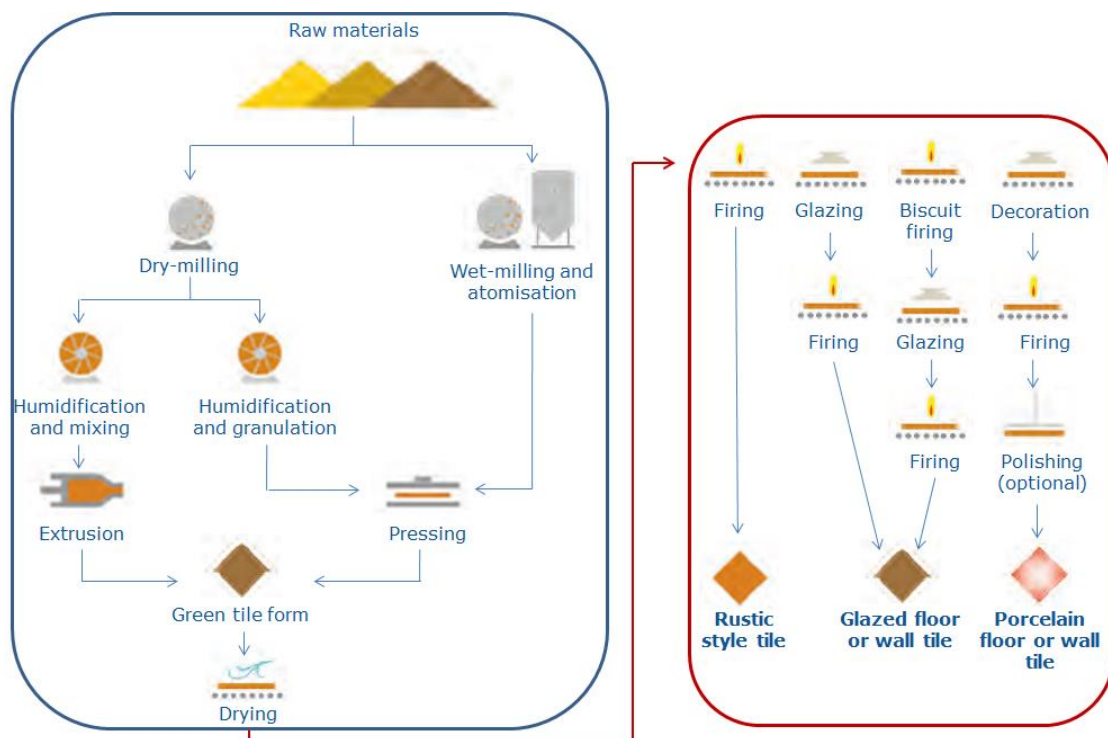 Raw materials
Dry-milling
Wet-milling and
atomisation
Humidification
and mixing
Humidification
and granulation
Extrusion
Pressing
Green tile form
Drying
Firing
Glazing
Biscuit
firing
Decoration
Firing
Glazing
Firing
Firing
Polishing
(optional)
Rustic
style tile
Glazed floor
or wall tile
Porcelain
floor or wall
tile